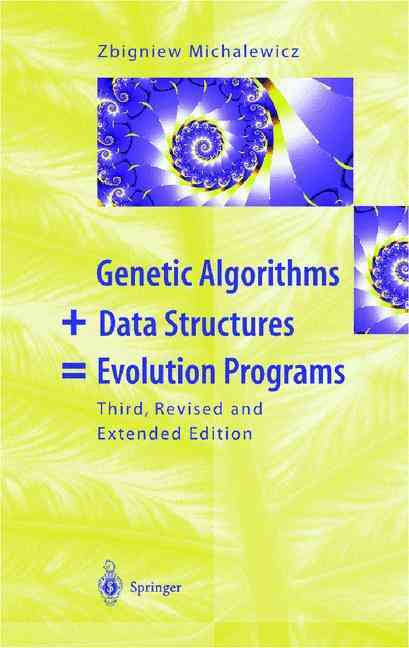 Zbigniew Michalewicz
Genetic Algorithms
+ Data Structures
= Evolution Programs
Third, Revised and
Extended Edition
Springer